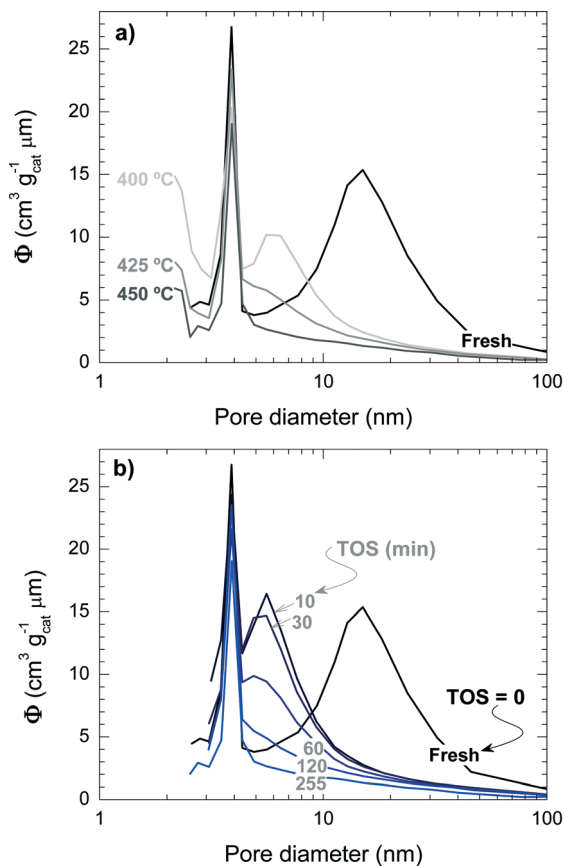 a)
25
20
15
10
5
0
400 ºC
425 ºC
450 ºC
Fresh
Φ (cm³ g⁻¹cat µm)
1
10
100
Pore diameter (nm)
b)
25
20
15
10
5
0
TOS (min)
10
30
60
120
255
TOS = 0
Fresh
Φ (cm³ g⁻¹cat µm)
1
10
100
Pore diameter (nm)